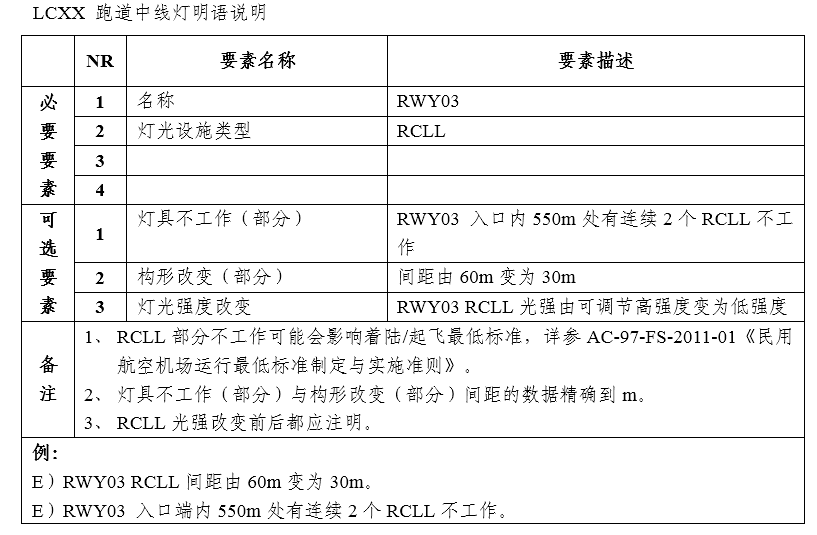 LCXX 跑道中线灯明语说明
NR 要素名称 要素描述
必要要素
1 名称 RWY03
2 灯光设施类型 RCLL
3
4
可选要素
1 灯具不工作（部分） RWY03 入口内 550m 处有连续 2 个 RCLL 不工
作
2 构形改变（部分） 间距由 60m 变为 30m
3 灯光强度改变 RWY03 RCLL 光强由可调节高强度变为低强度
备注
1、 RCLL 部分不工作可能会影响着陆/起飞最低标准，详参 AC-97-FS-2011-01《民用
航空机场运行最低标准制定与实施准则》。
2、 灯具不工作（部分）与构形改变（部分）间距的数据精确到 m。
3、 RCLL 光强改变前后都应注明。
例：
E）RWY03 RCLL 间距由 60m 变为 30m。
E）RWY03 入口端内 550m 处有连续 2 个 RCLL 不工作。